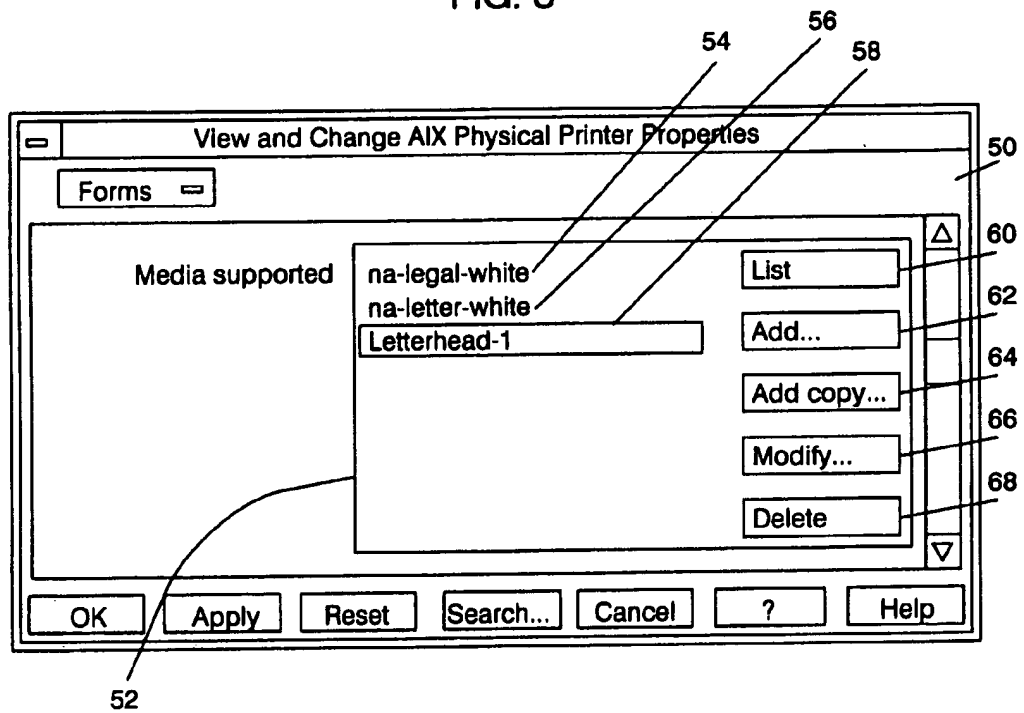 54
56
58
View and Change AIX Physical Printer Properties
50
Forms
60
Media supported
na-legal-white
List
na-letter-white
62
Letterhead-1
Add...
64
Add copy...
66
Modify...
68
Delete
OK
Apply
Reset
Search...
Cancel
?
Help
52